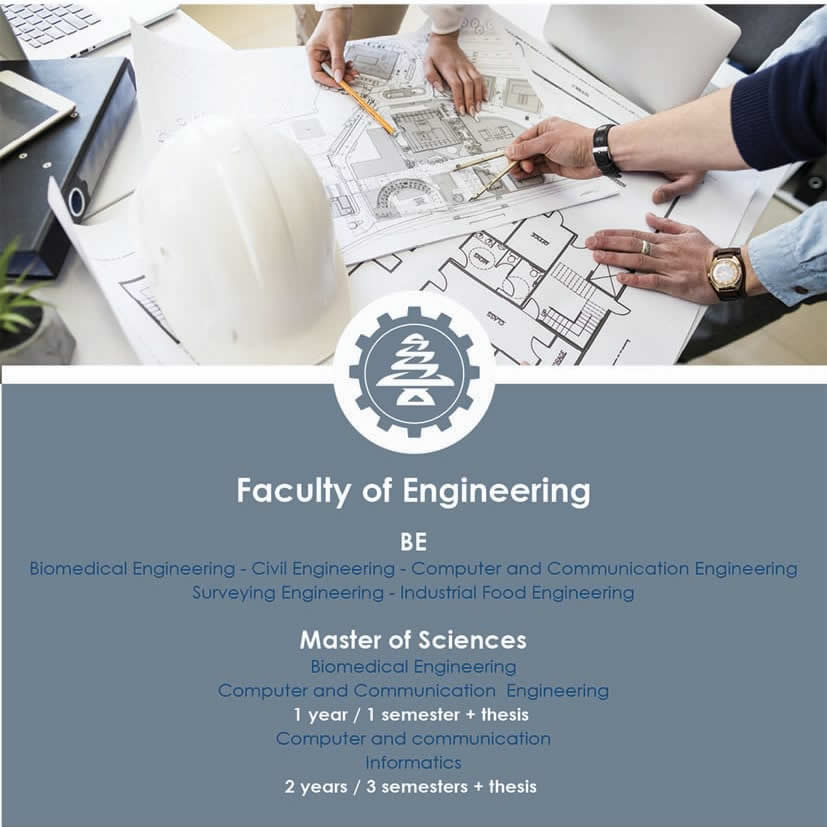 Faculty of Engineering
BE
Biomedical Engineering - Civil Engineering - Computer and Communication Engineering
Surveying Engineering - Industrial Food Engineering
Master of Sciences
Biomedical Engineering
Computer and Communication Engineering
1 year / 1 semester + thesis
Computer and communication
Informatics
2 years / 3 semesters + thesis